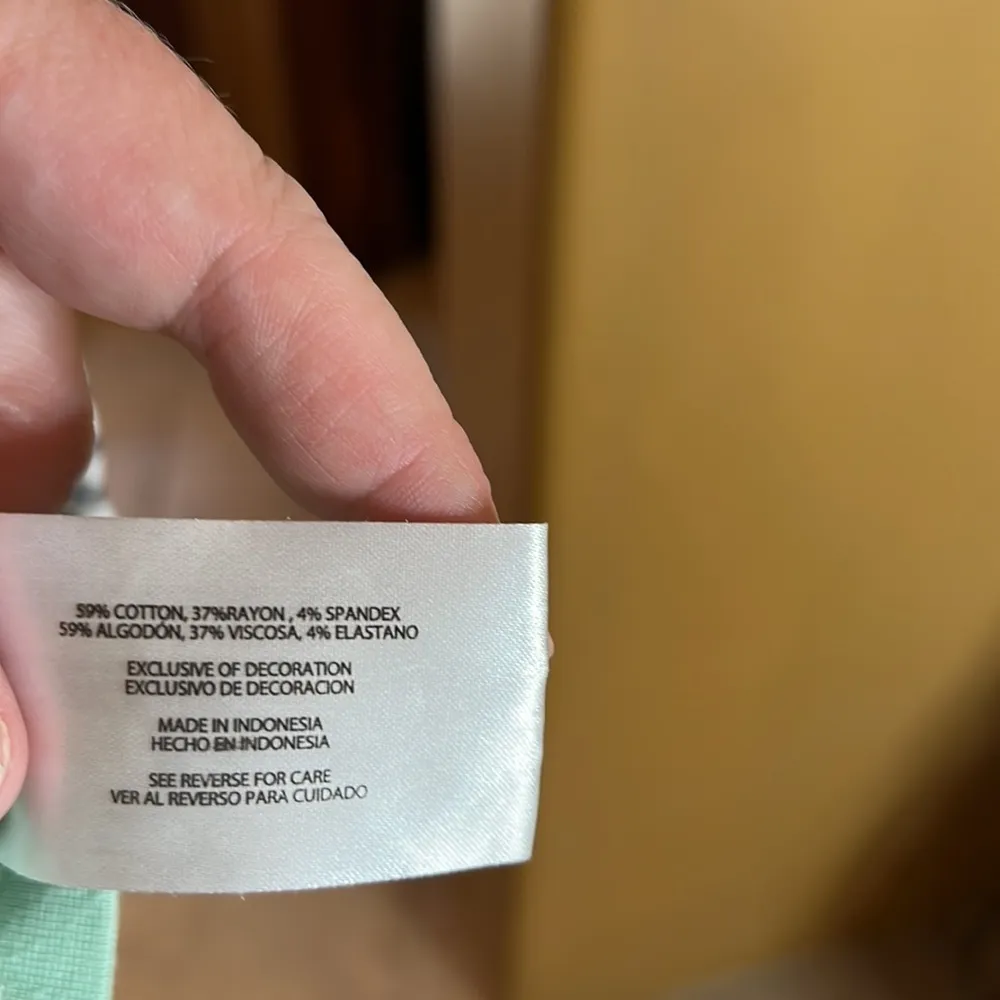 59% COTTON, 37%RAYON , 4% SPANDEX
59% ALGODÓN, 37% VISCOSA, 4% ELASTANO
EXCLUSIVE OF DECORATION
EXCLUSIVO DE DECORACION
MADE IN INDONESIA
HECHO EN INDONESIA
SEE REVERSE FOR CARE
VER AL REVERSO PARA CUIDADO